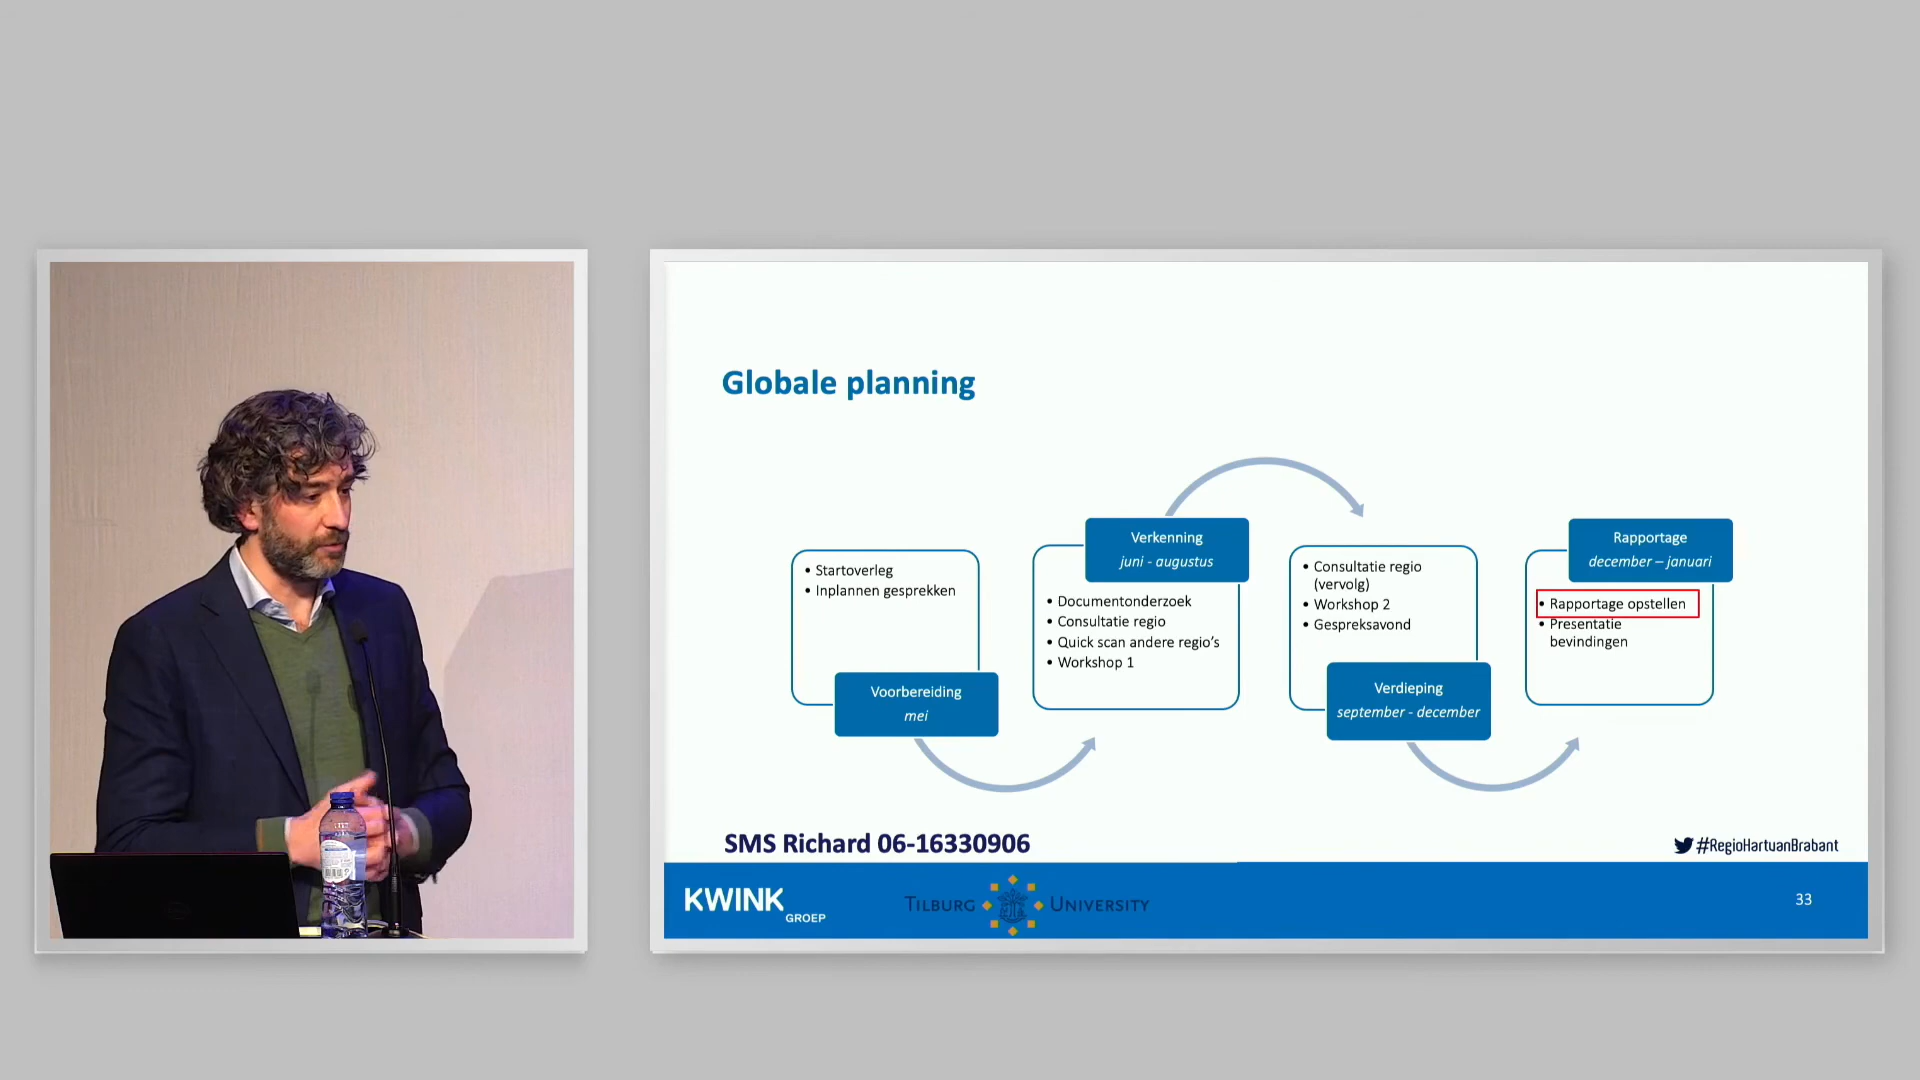 Globale planning
• Startoverleg
• Inplannen gesprekken
Voorbereiding
mei
Verkenning
juni - augustus
• Documentonderzoek
• Consultatie regio
• Quick scan andere regio's
• Workshop 1
• Consultatie regio
(vervolg)
• Workshop 2
• Gespreksavond
Verdieping
september - december
Rapportage
december – januari
• Rapportage opstellen
• Presentatie
bevindingen
SMS Richard 06-16330906
#RegioHartvanBrabant
KWINK
GROEP
TILBURG UNIVERSITY
33